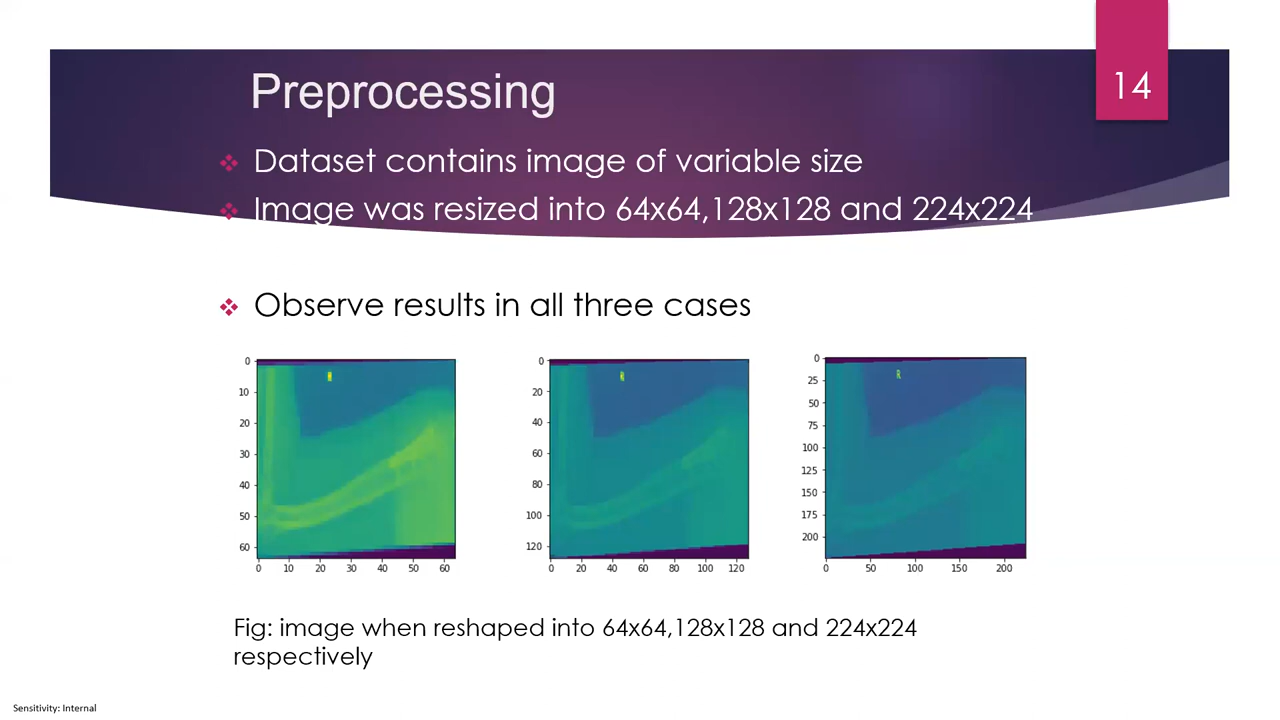 14
Preprocessing
Dataset contains image of variable size
Image was resized into 64x64,128x128 and 224x224
Observe results in all three cases
0
10
20
30
40
50
60
0 10 20 30 40 50 60
0
20
40
60
80
100
120
0 20 40 60 80 100 120
0
25
50
75
100
125
150
175
200
0 50 100 150 200
R
Fig: image when reshaped into 64x64,128x128 and 224x224
respectively
Sensitivity: Internal